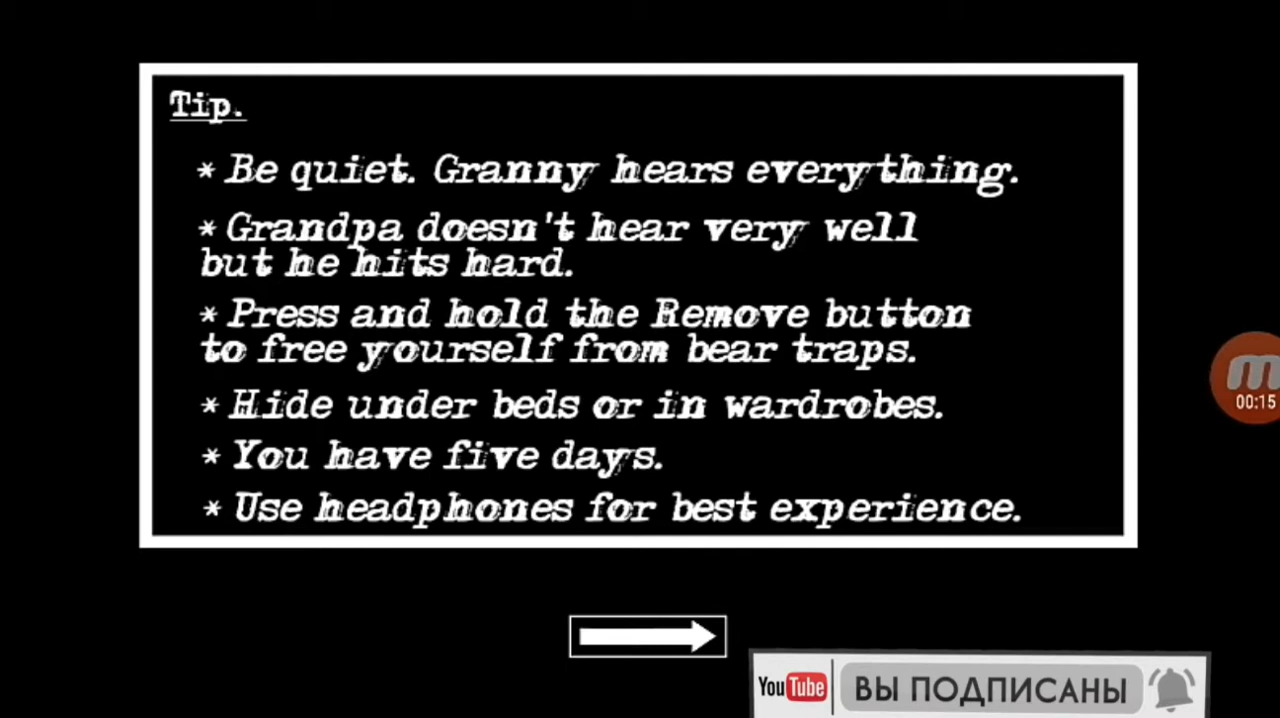 Tip.
* Be quiet. Granny hears everything.
* Grandpa doesn't hear very well
but he hits hard.
* Press and hold the Remove button
to free yourself from bear traps.
* Hide under beds or in wardrobes.
* You have five days.
* Use headphones for best experience.
m
00:15
YouTube ВЫ ПОДПИСАНЫ